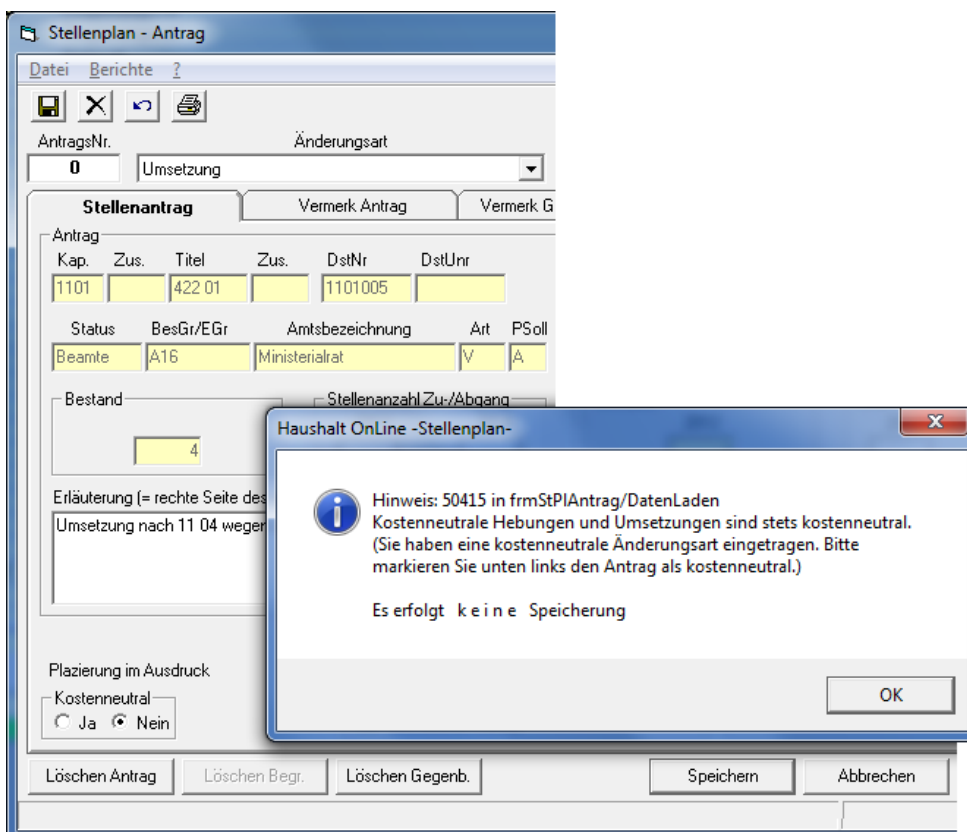 Stellenplan - Antrag
Datei Berichte ?
AntragsNr. Änderungsart
0 Umsetzung
Stellenantrag Vermerk Antrag Vermerk G
Antrag
Kap. Zus. Titel Zus. DstNr DstUnr
1101 422 01 1101005
Status BesGr/EGr Amtsbezeichnung Art PSoll
Beamte A16 Ministerialrat V A
Bestand Stellenanzahl Zu-/Abgang
4
Haushalt OnLine -Stellenplan-
Hinweis: 50415 in frmStPlAntrag/DatenLaden
Kostenneutrale Hebungen und Umsetzungen sind stets kostenneutral.
(Sie haben eine kostenneutrale Änderungsart eingetragen. Bitte
markieren Sie unten links den Antrag als kostenneutral.)
Es erfolgt k e i n e Speicherung
OK
Erläuterung (= rechte Seite des
Umsetzung nach 11 04 weger
Plazierung im Ausdruck
Kostenneutral
Ja Nein
Löschen Antrag Löschen Begr. Löschen Gegenb. Speichern Abbrechen